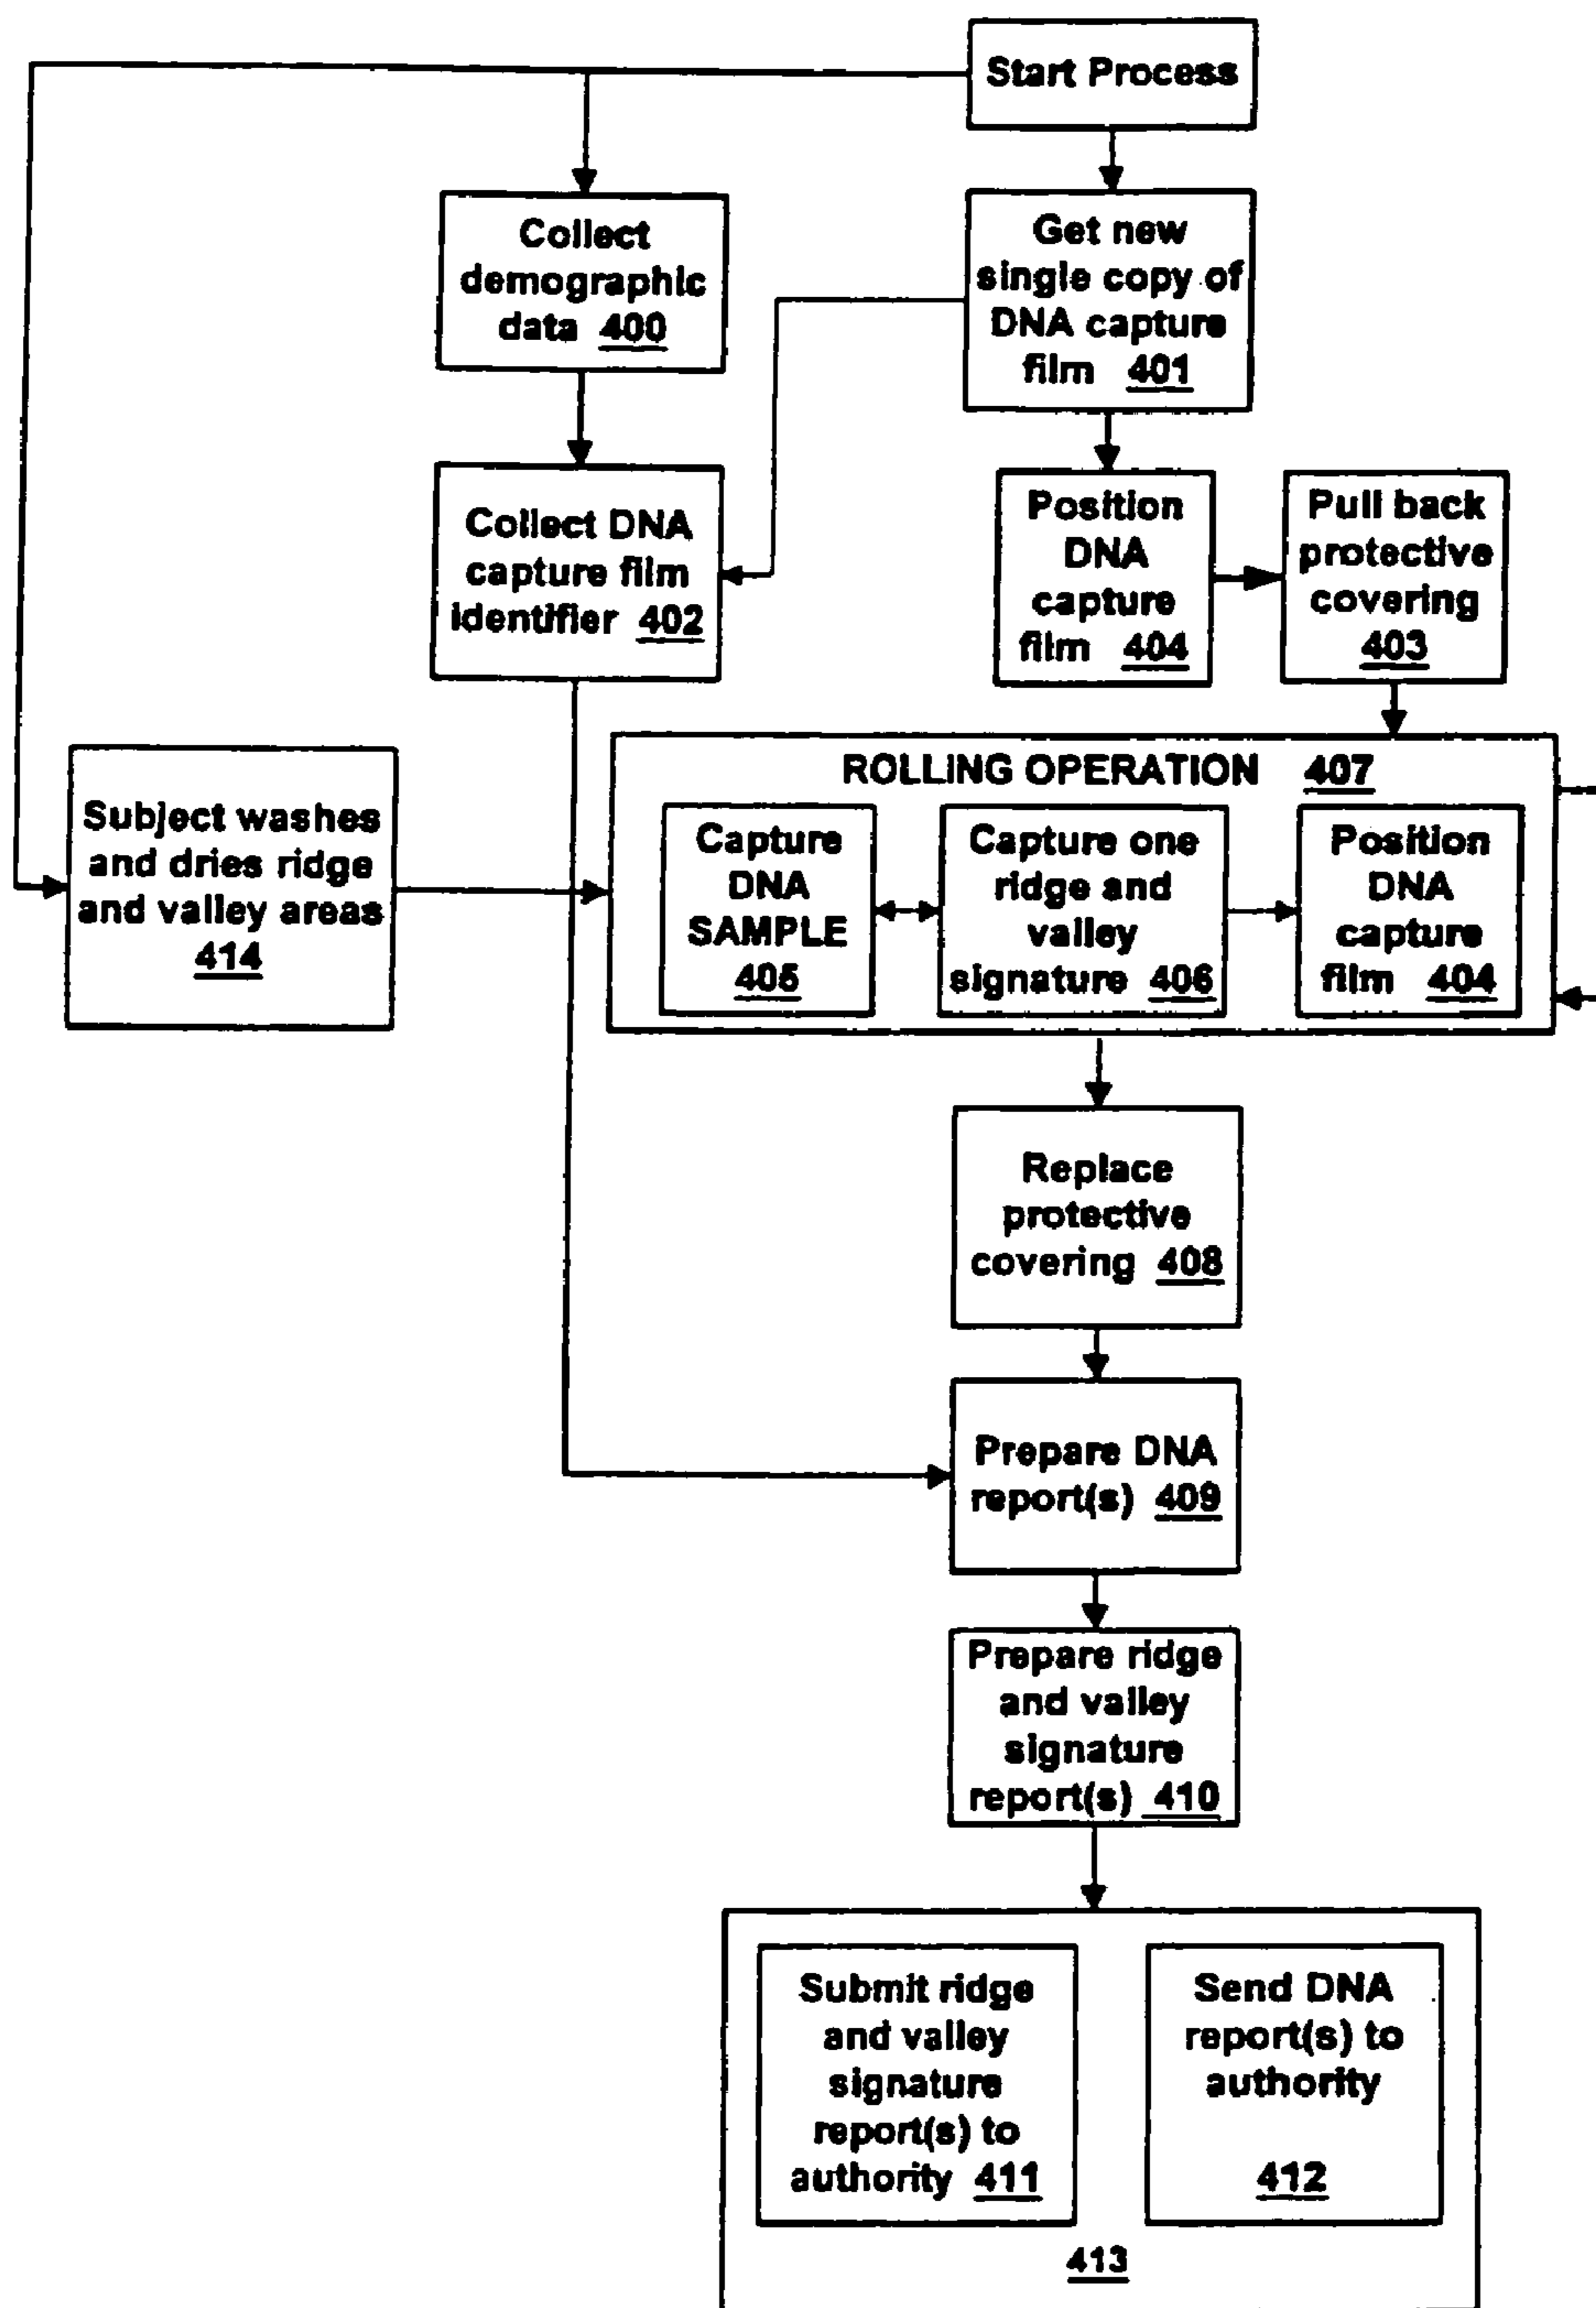 Start Process
Collect
demographic
data 400
Get new
single copy of
DNA capture
film 401
Collect DNA
capture film
identifier 402
Position
DNA
capture
film 404
Pull back
protective
covering
403
Subject washes
and dries ridge
and valley areas
414
ROLLING OPERATION 407
Capture
DNA
SAMPLE
405
Capture one
ridge and
valley
signature 406
Position
DNA
capture
film 404
Replace
protective
covering 408
Prepare DNA
report(s) 409
Prepare ridge
and valley
signature
report(s) 410
Submit ridge
and valley
signature
report(s) to
authority 411
Send DNA
report(s) to
authority
412
413